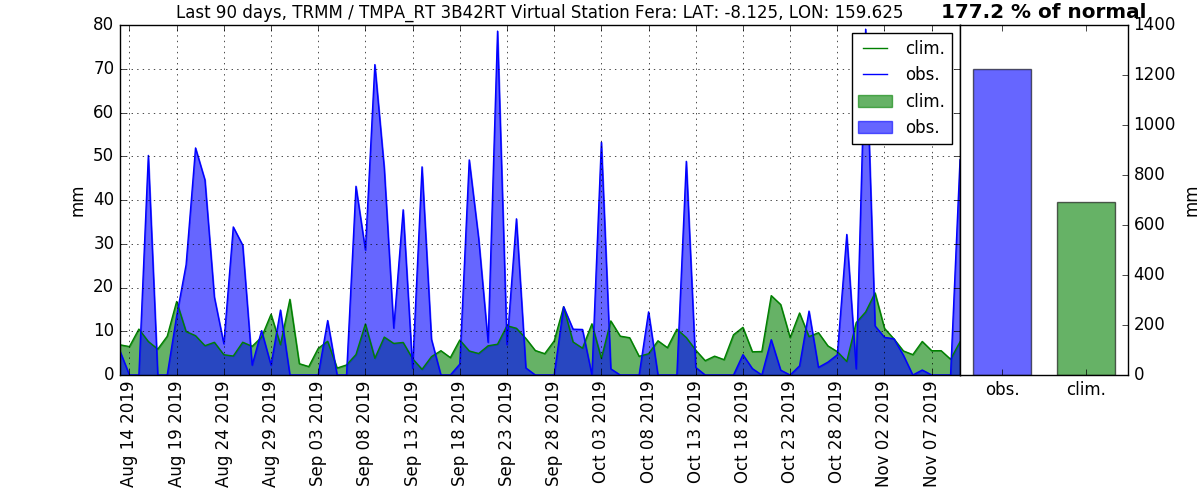 Last 90 days, TRMM / TMPA_RT 3B42RT Virtual Station Fera: LAT: -8.125, LON: 159.625
177.2 % of normal
80
70
60
50
40
30
20
10
0
mm
clim.
obs.
clim.
obs.
1400
1200
1000
800
600
400
200
0
mm
Aug 14 2019
Aug 19 2019
Aug 24 2019
Aug 29 2019
Sep 03 2019
Sep 08 2019
Sep 13 2019
Sep 18 2019
Sep 23 2019
Sep 28 2019
Oct 03 2019
Oct 08 2019
Oct 13 2019
Oct 18 2019
Oct 23 2019
Oct 28 2019
Nov 02 2019
Nov 07 2019
obs.
clim.